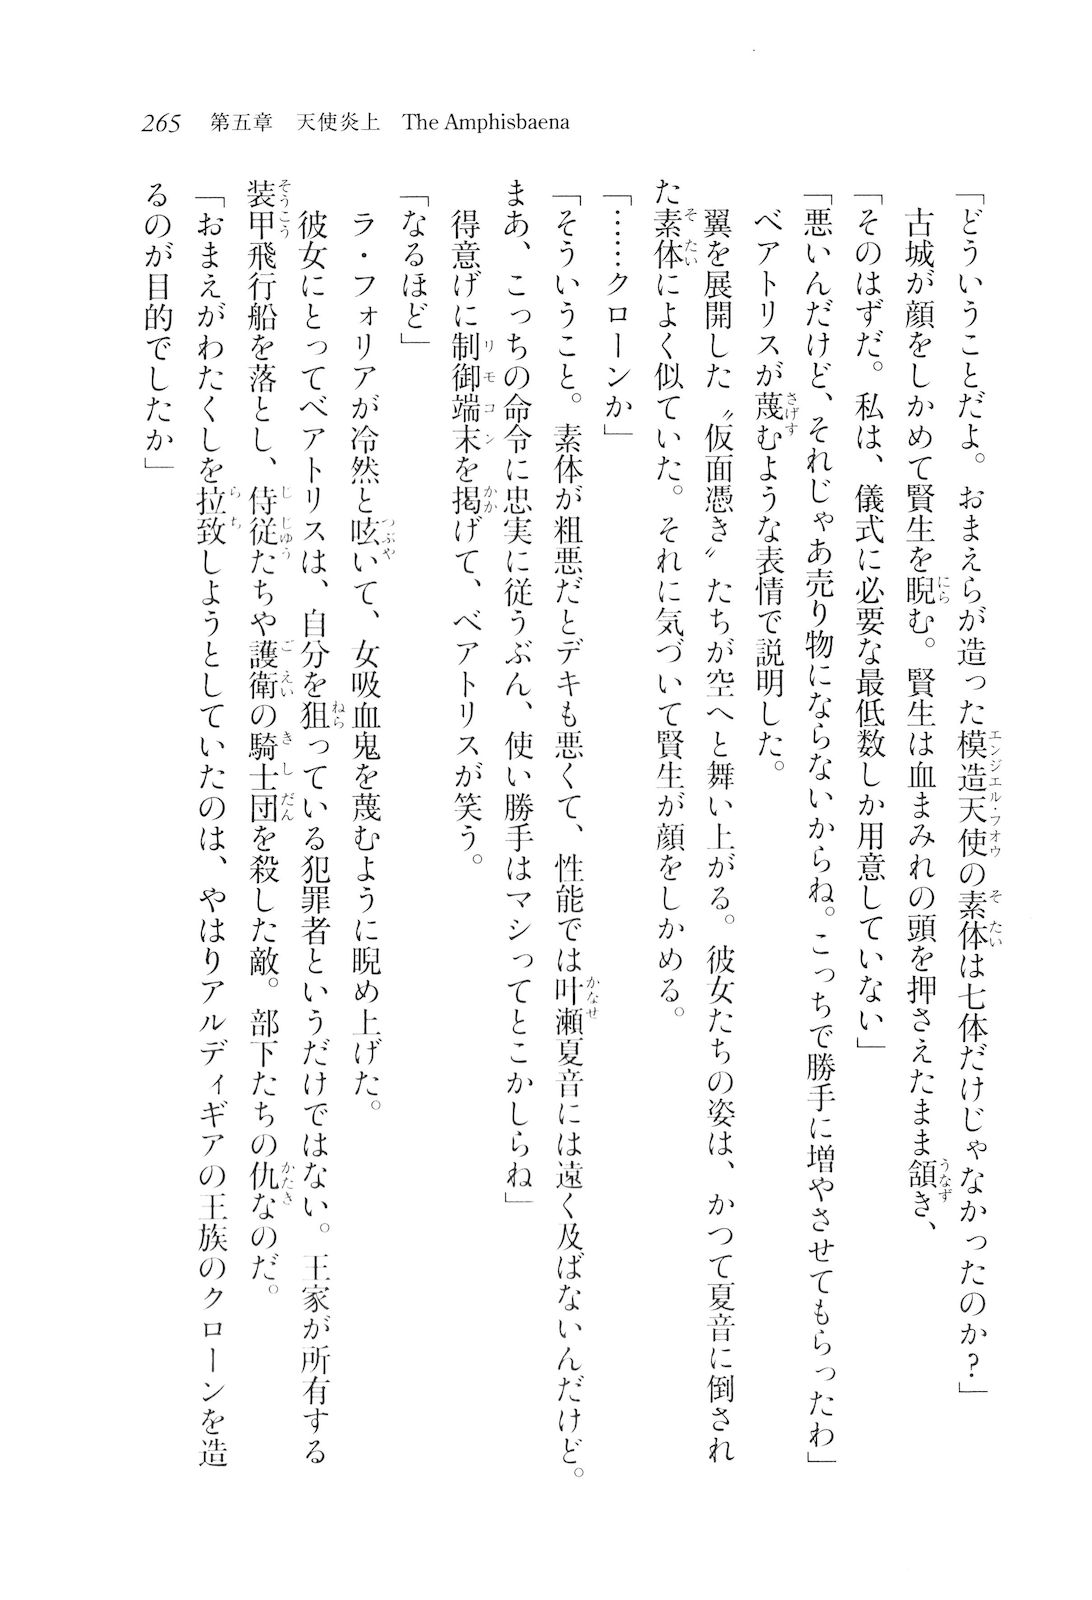 265　第五章　天使炎上　The Amphisbaena
「どういうことだよ。おまえらが造った模造天使の素体は七体だけじゃなかったのか？」
古城が顔をしかめて賢生を睨む。賢生は血まみれの頭を押さえたまま頷き、
「そのはずだ。私は、儀式に必要な最低数しか用意していない」
「悪いんだけど、それじゃあ売り物にならないからね。こっちで勝手に増やさせてもらったわ」
ベアトリスが蔑むような表情で説明した。
翼を展開した〝仮面憑き〟たちが空へと舞い上がる。彼女たちの姿は、かつて夏音に倒され
た素体によく似ていた。それに気づいて賢生が顔をしかめる。
「……クローンか」
「そういうこと。素体が粗悪だとデキも悪くて、性能では叶瀬夏音には遠く及ばないんだけど。
まあ、こっちの命令に忠実に従うぶん、使い勝手はマシってとこかしらね」
得意げに制御端末を掲げて、ベアトリスが笑う。
「なるほど」
ラ・フォリアが冷然と呟いて、女吸血鬼を蔑むように睨め上げた。
彼女にとってベアトリスは、自分を狙っている犯罪者というだけではない。王家が所有する
装甲飛行船を落とし、侍従たちや護衛の騎士団を殺した敵。部下たちの仇なのだ。
「おまえがわたくしを拉致しようとしていたのは、やはりアルディギアの王族のクローンを造
るのが目的でしたか」